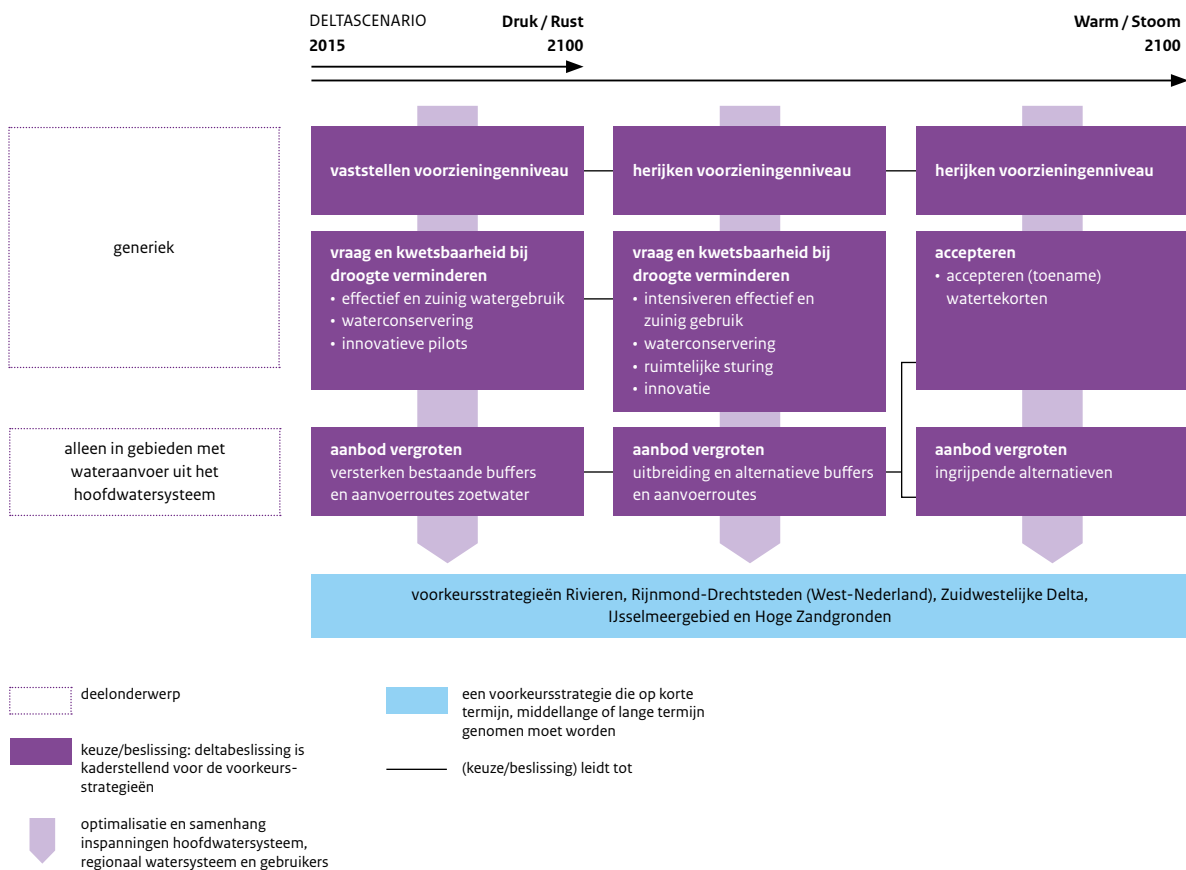 DELTASCENARIO
Druk / Rust
Warm / Stoom
2015
2100
2100
generiek
vaststellen voorzieningenniveau
herijken voorzieningenniveau
herijken voorzieningenniveau
vraag en kwetsbaarheid bij
droogte verminderen
• effectief en zuinig watergebruik
• waterconservering
• innovatieve pilots
vraag en kwetsbaarheid bij
droogte verminderen
• intensiveren effectief en
zuinig gebruik
• waterconservering
• ruimtelijke sturing
• innovatie
accepteren
• accepteren (toename)
watertekorten
alleen in gebieden met
wateraanvoer uit het
hoofdwatersysteem
aanbod vergroten
versterken bestaande buffers
en aanvoerroutes zoetwater
aanbod vergroten
uitbreiding en alternatieve buffers
en aanvoerroutes
aanbod vergroten
ingrijpende alternatieven
voorkeursstrategieën Rivieren, Rijnmond-Drechtsteden (West-Nederland), Zuidwestelijke Delta,
IJsselmeergebied en Hoge Zandgronden
deelonderwerp
keuze/beslissing: deltabeslissing is
kaderstellend voor de voorkeurs-
strategieën
optimalisatie en samenhang
inspanningen hoofdwatersysteem,
regionaal watersysteem en gebruikers
een voorkeursstrategie die op korte
termijn, middellange of lange termijn
genomen moet worden
(keuze/beslissing) leidt tot